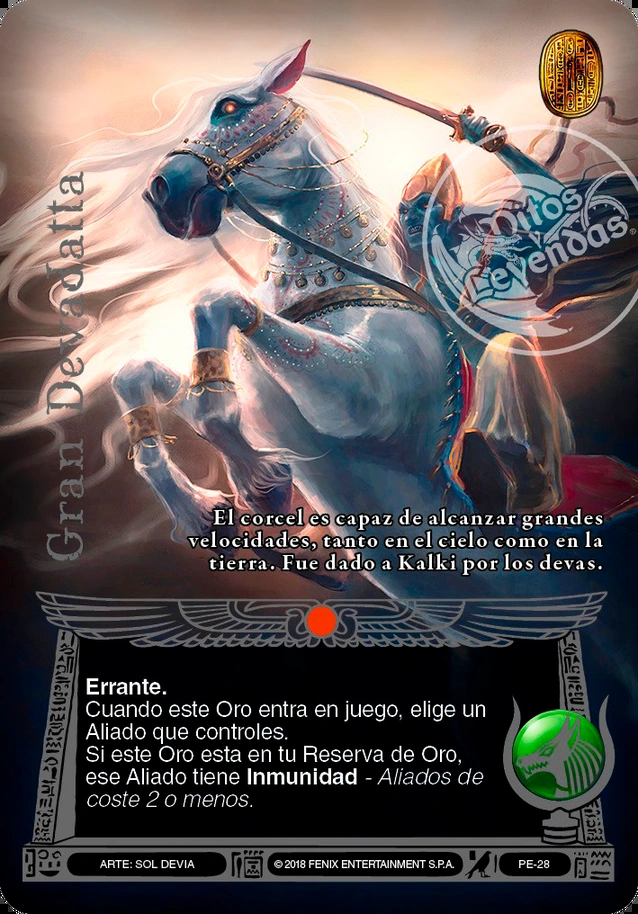 Mitos
Leyendas
Gran Devadatta
El corcel es capaz de alcanzar grandes
velocidades, tanto en el cielo como en la
tierra. Fue dado a Kalki por los devas.
Errante.
Cuando este Oro entra en juego, elige un
Aliado que controles.
Si este Oro esta en tu Reserva de Oro,
ese Aliado tiene Inmunidad - Aliados de
coste 2 o menos.
ARTE: SOL DEVIA
© 2018 FENIX ENTERTAINMENT S.P.A.
PE-28